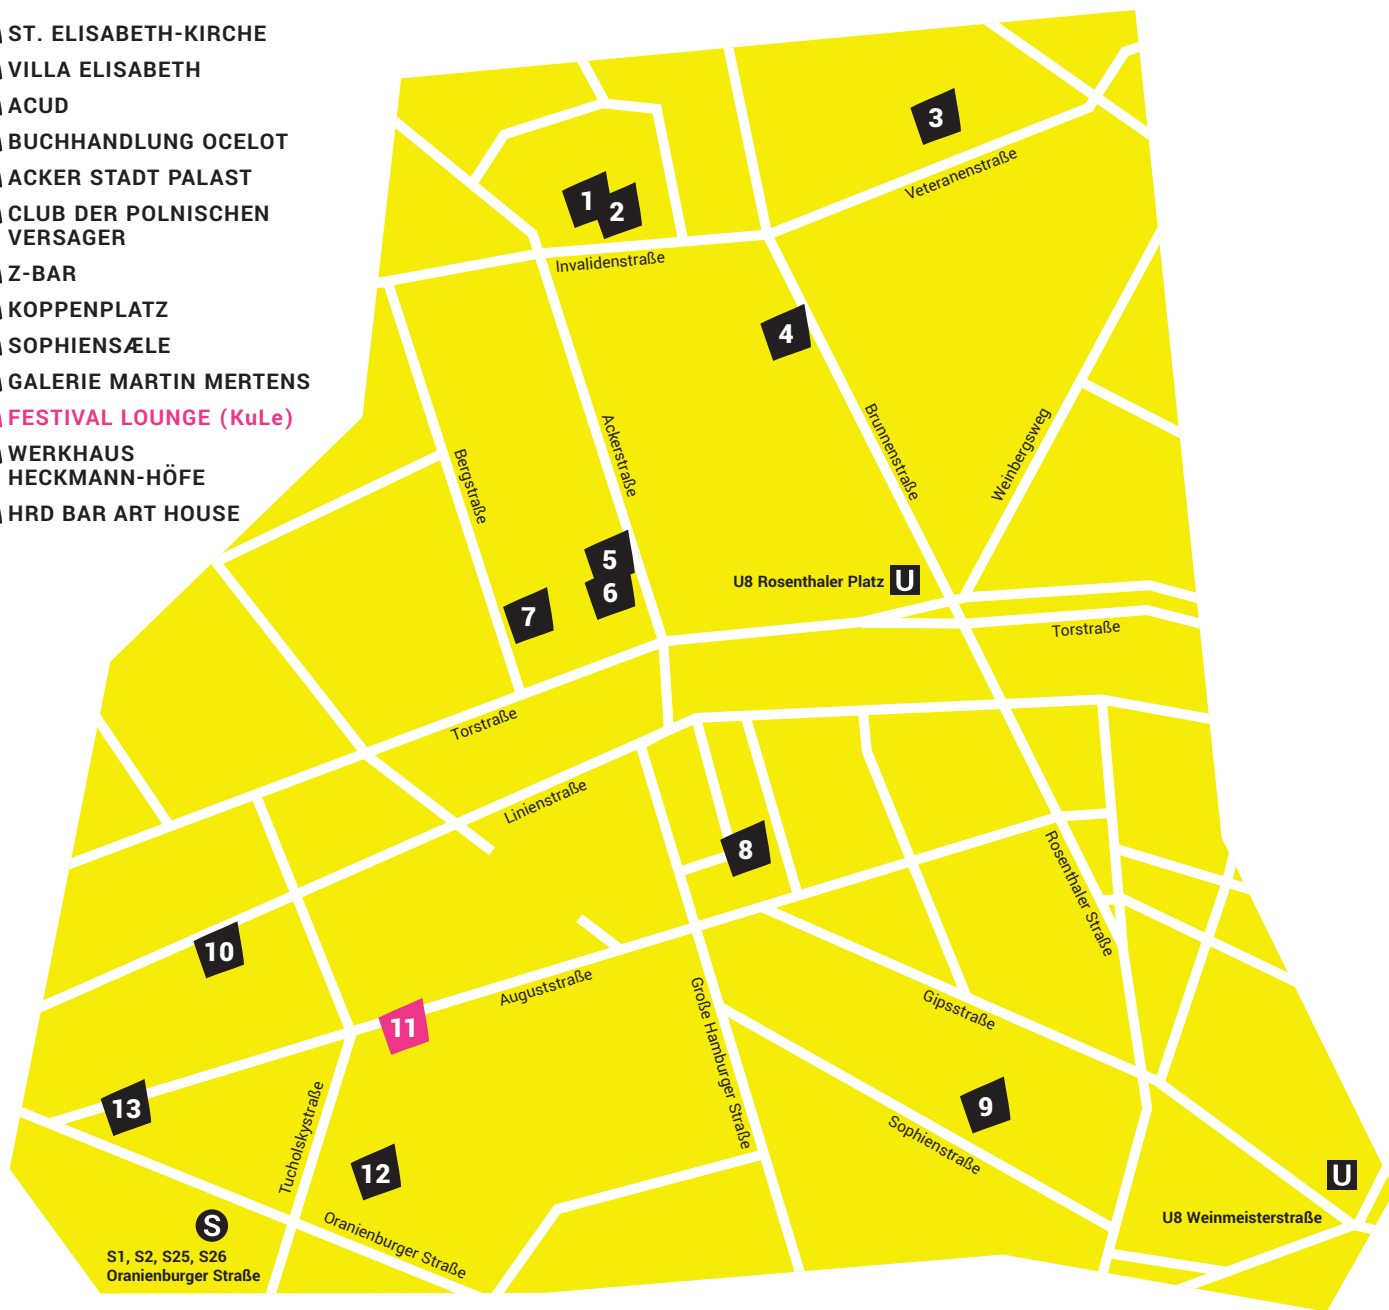 ST. ELISABETH-KIRCHE
VILLA ELISABETH
ACUD
BUCHHANDLUNG OCELOT
ACKER STADT PALAST
CLUB DER POLNISCHEN
VERSAGER
Z-BAR
KOPPENPLATZ
SOPHIENSÆLE
GALERIE MARTIN MERTENS
FESTIVAL LOUNGE (KuLe)
WERKHAUS
HECKMANN-HÖFE
HRD BAR ART HOUSE
3
Veteranenstraße
1
2
Invalidenstraße
4
Ackerstraße
Brunnenstraße
Weinbergsweg
Bergstraße
5
6
7
U8 Rosenthaler Platz U
Torstraße
Torstraße
Linienstraße
8
Rosenthaler Straße
10
Auguststraße
11
Große Hamburger Straße
Gipsstraße
13
Tucholskystraße
9
Sophienstraße
12
U
U8 Weinmeisterstraße
S
Oranienburger Straße
S1, S2, S25, S26
Oranienburger Straße